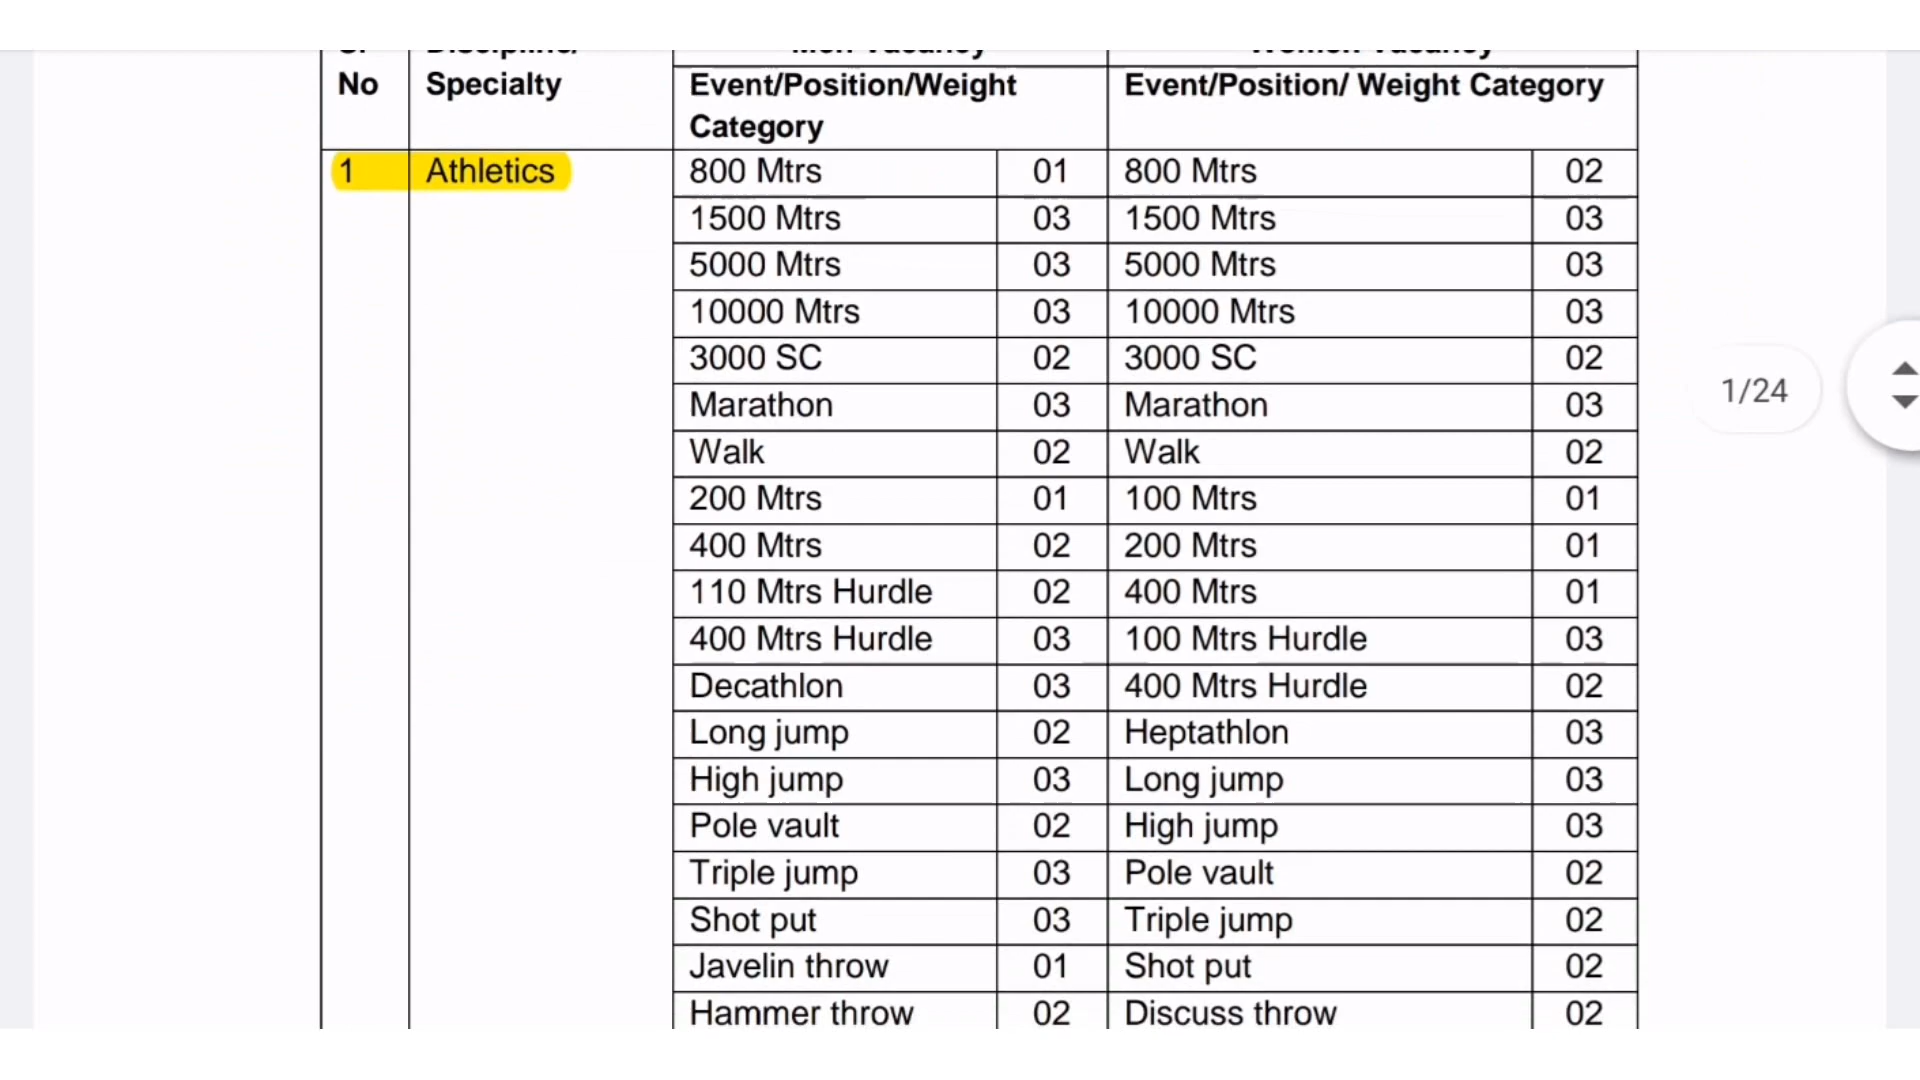 No Specialty Event/Position/Weight Category Event/Position/ Weight Category
1 Athletics 800 Mtrs 01 800 Mtrs 02
1500 Mtrs 03 1500 Mtrs 03
5000 Mtrs 03 5000 Mtrs 03
10000 Mtrs 03 10000 Mtrs 03
3000 SC 02 3000 SC 02
Marathon 03 Marathon 03
1/24
Walk 02 Walk 02
200 Mtrs 01 100 Mtrs 01
400 Mtrs 02 200 Mtrs 01
110 Mtrs Hurdle 02 400 Mtrs 01
400 Mtrs Hurdle 03 100 Mtrs Hurdle 03
Decathlon 03 400 Mtrs Hurdle 02
Long jump 02 Heptathlon 03
High jump 03 Long jump 03
Pole vault 02 High jump 03
Triple jump 03 Pole vault 02
Shot put 03 Triple jump 02
Javelin throw 01 Shot put 02
Hammer throw 02 Discuss throw 02